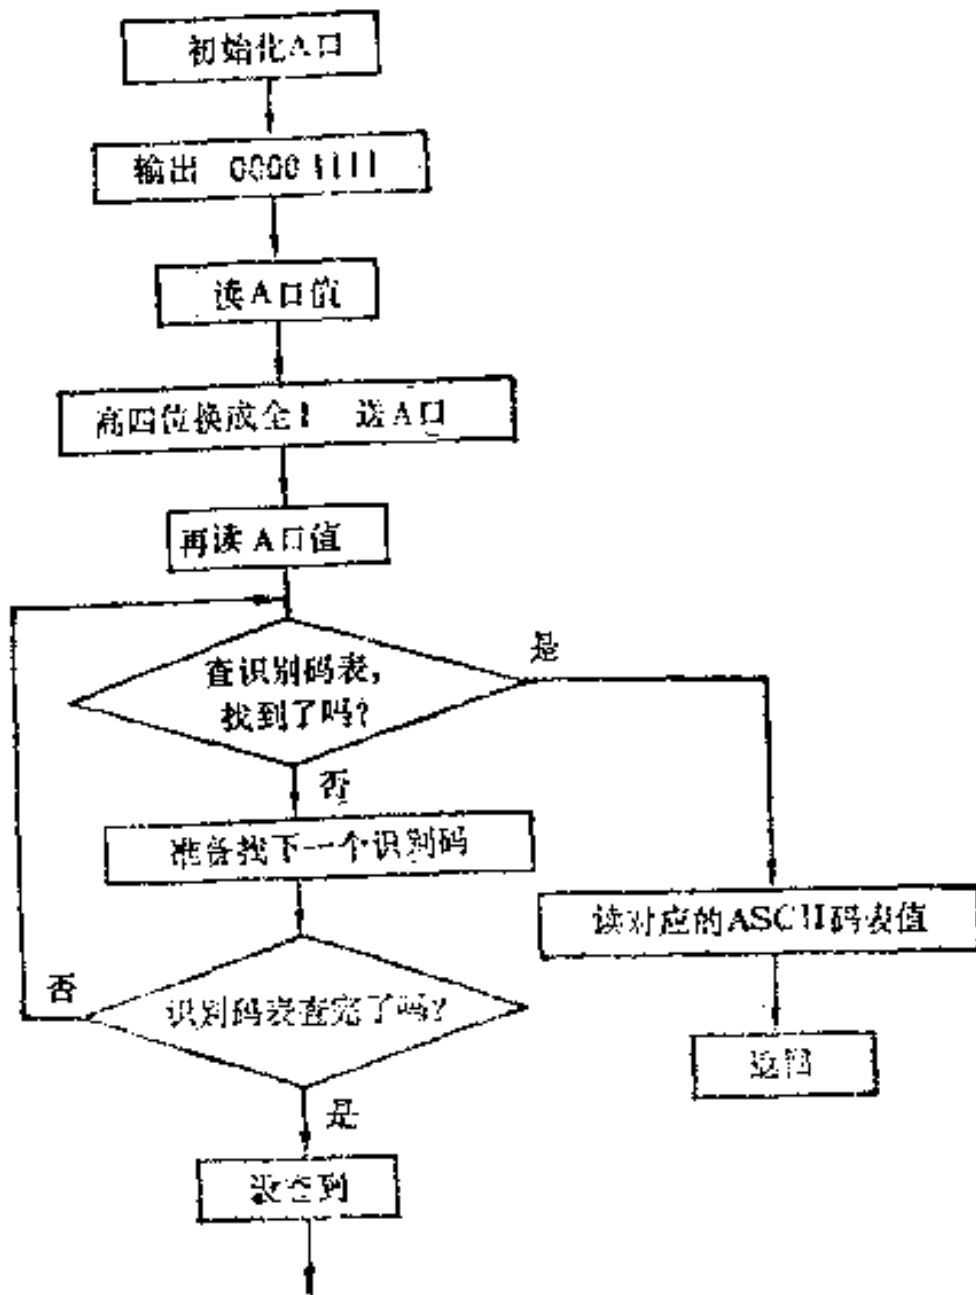 初始化A口
输出 0000 1111
读A口值
高四位换成全1 送A口
再读A口值
查识别码表,
找到了吗?
是
否
准备找下一个识别码
读对应的ASCII码表值
否
识别码表查完了吗?
返回
是
没查到